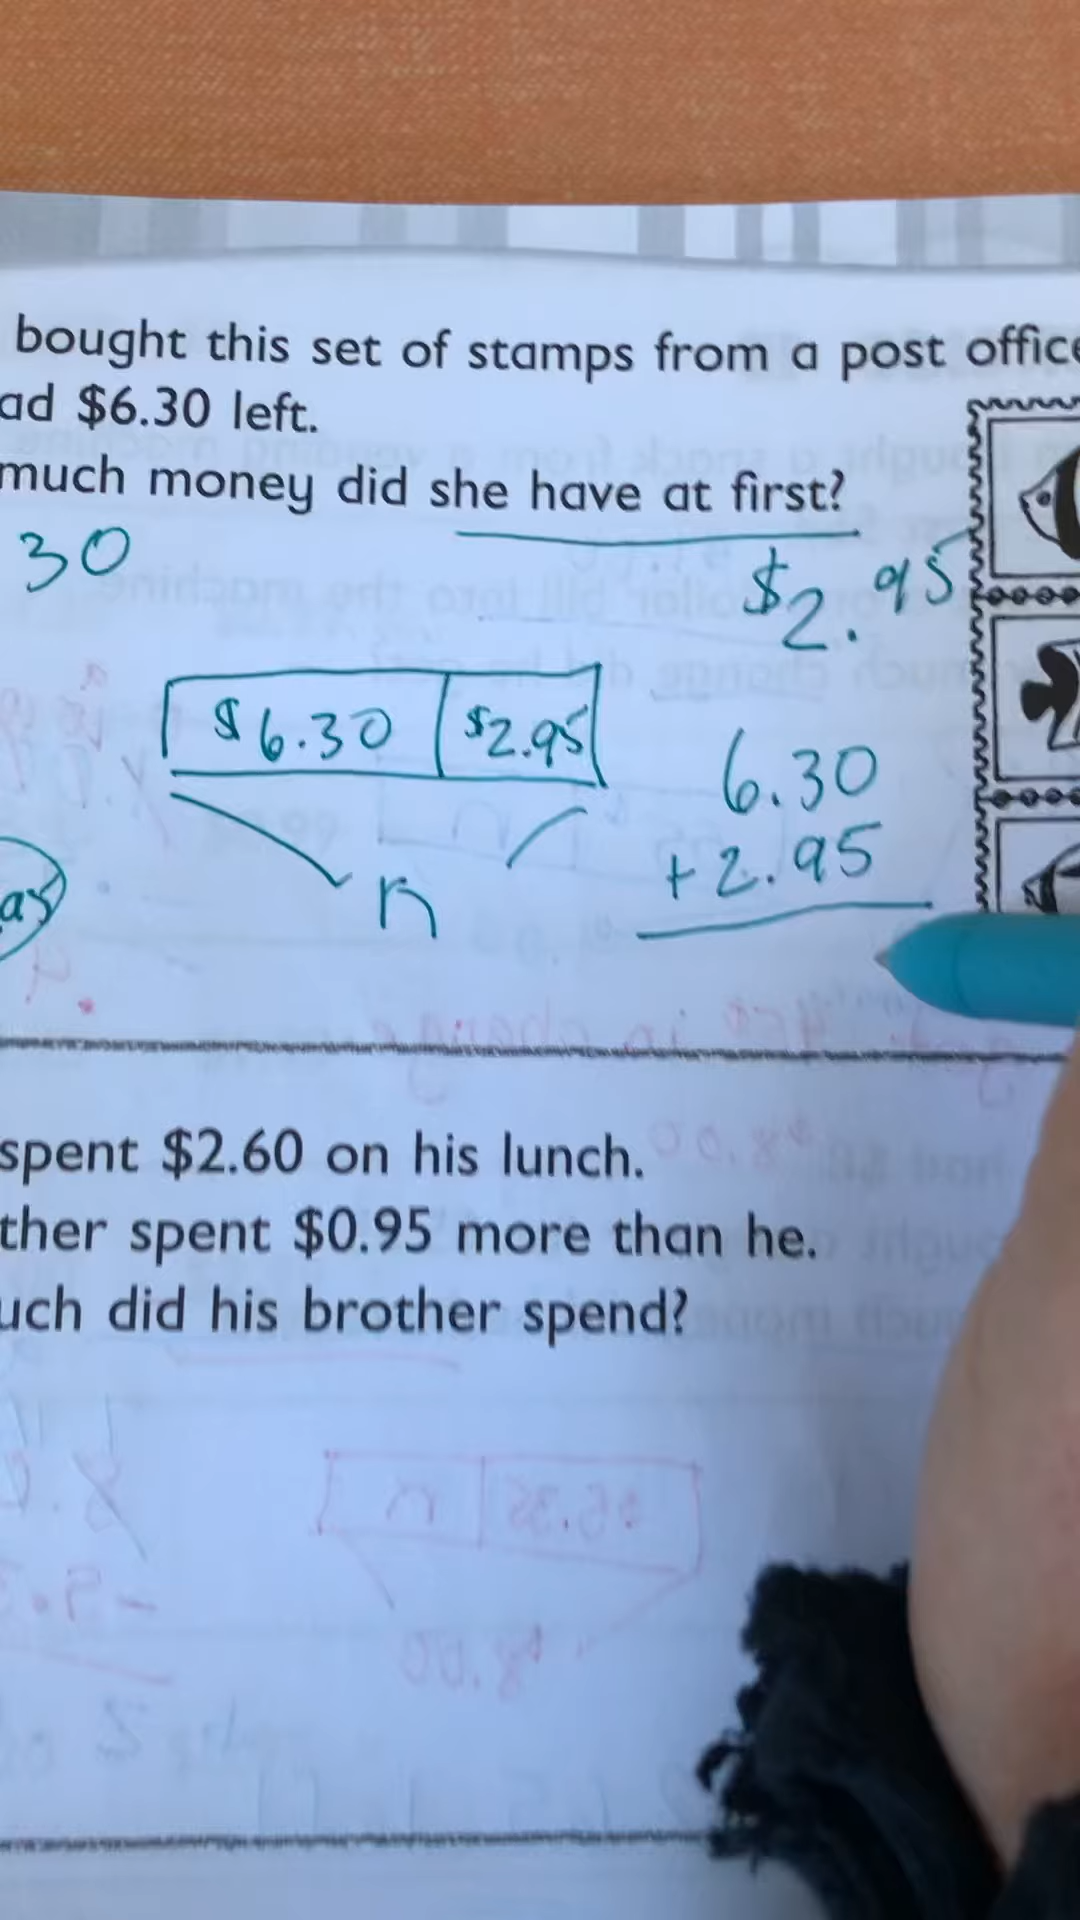 bought this set of stamps from a post office
ad $6.30 left.
much money did she have at first?
30
$2.95
$6.30 $2.95
n
6.30
+2.95
spent $2.60 on his lunch.
ther spent $0.95 more than he.
uch did his brother spend?